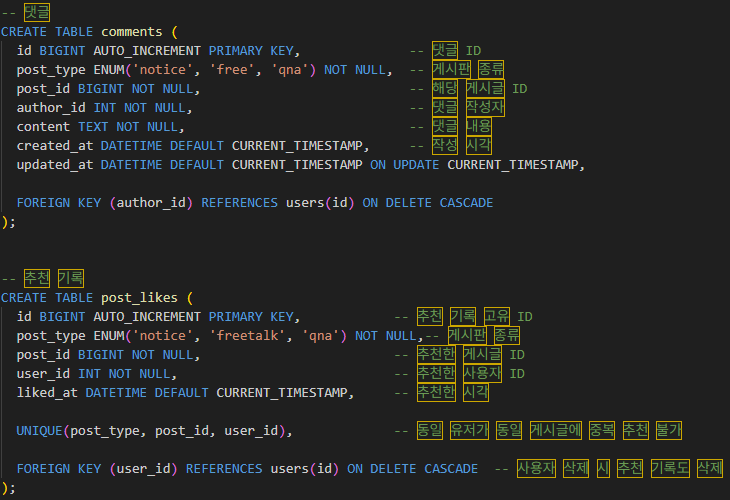 -- 댓글
CREATE TABLE comments (
  id BIGINT AUTO_INCREMENT PRIMARY KEY,              -- 댓글 ID
  post_type ENUM('notice', 'free', 'qna') NOT NULL,  -- 게시판 종류
  post_id BIGINT NOT NULL,                           -- 해당 게시글 ID
  author_id INT NOT NULL,                            -- 댓글 작성자
  content TEXT NOT NULL,                             -- 댓글 내용
  created_at DATETIME DEFAULT CURRENT_TIMESTAMP,     -- 작성 시각
  updated_at DATETIME DEFAULT CURRENT_TIMESTAMP ON UPDATE CURRENT_TIMESTAMP,
  FOREIGN KEY (author_id) REFERENCES users(id) ON DELETE CASCADE
);
-- 추천 기록
CREATE TABLE post_likes (
  id BIGINT AUTO_INCREMENT PRIMARY KEY,            -- 추천 기록 고유 ID
  post_type ENUM('notice', 'freetalk', 'qna') NOT NULL,-- 게시판 종류
  post_id BIGINT NOT NULL,                         -- 추천한 게시글 ID
  user_id INT NOT NULL,                            -- 추천한 사용자 ID
  liked_at DATETIME DEFAULT CURRENT_TIMESTAMP,     -- 추천한 시각
  UNIQUE(post_type, post_id, user_id),             -- 동일 유저가 동일 게시글에 중복 추천 불가
  FOREIGN KEY (user_id) REFERENCES users(id) ON DELETE CASCADE  -- 사용자 삭제 시 추천 기록도 삭제
);